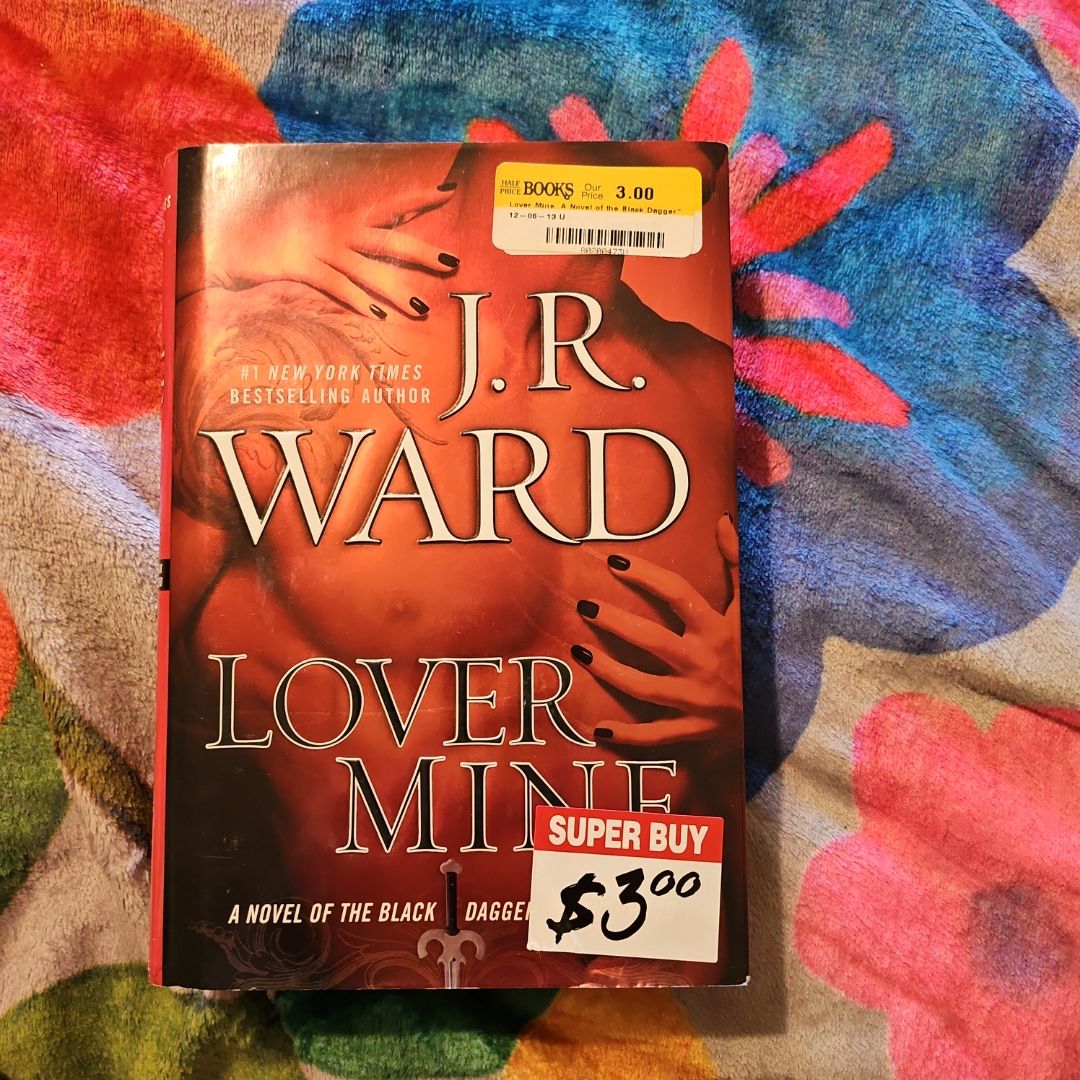 HALF PRICE BOOKS Our Price 3.00
Lover Mine. A Novel of the Black Dagger
12-06-13 U
#1 NEW YORK TIMES
BESTSELLING AUTHOR
J.R.
WARD
LOVER
MINE
SUPER BUY
$3.00
A NOVEL OF THE BLACK DAGGER